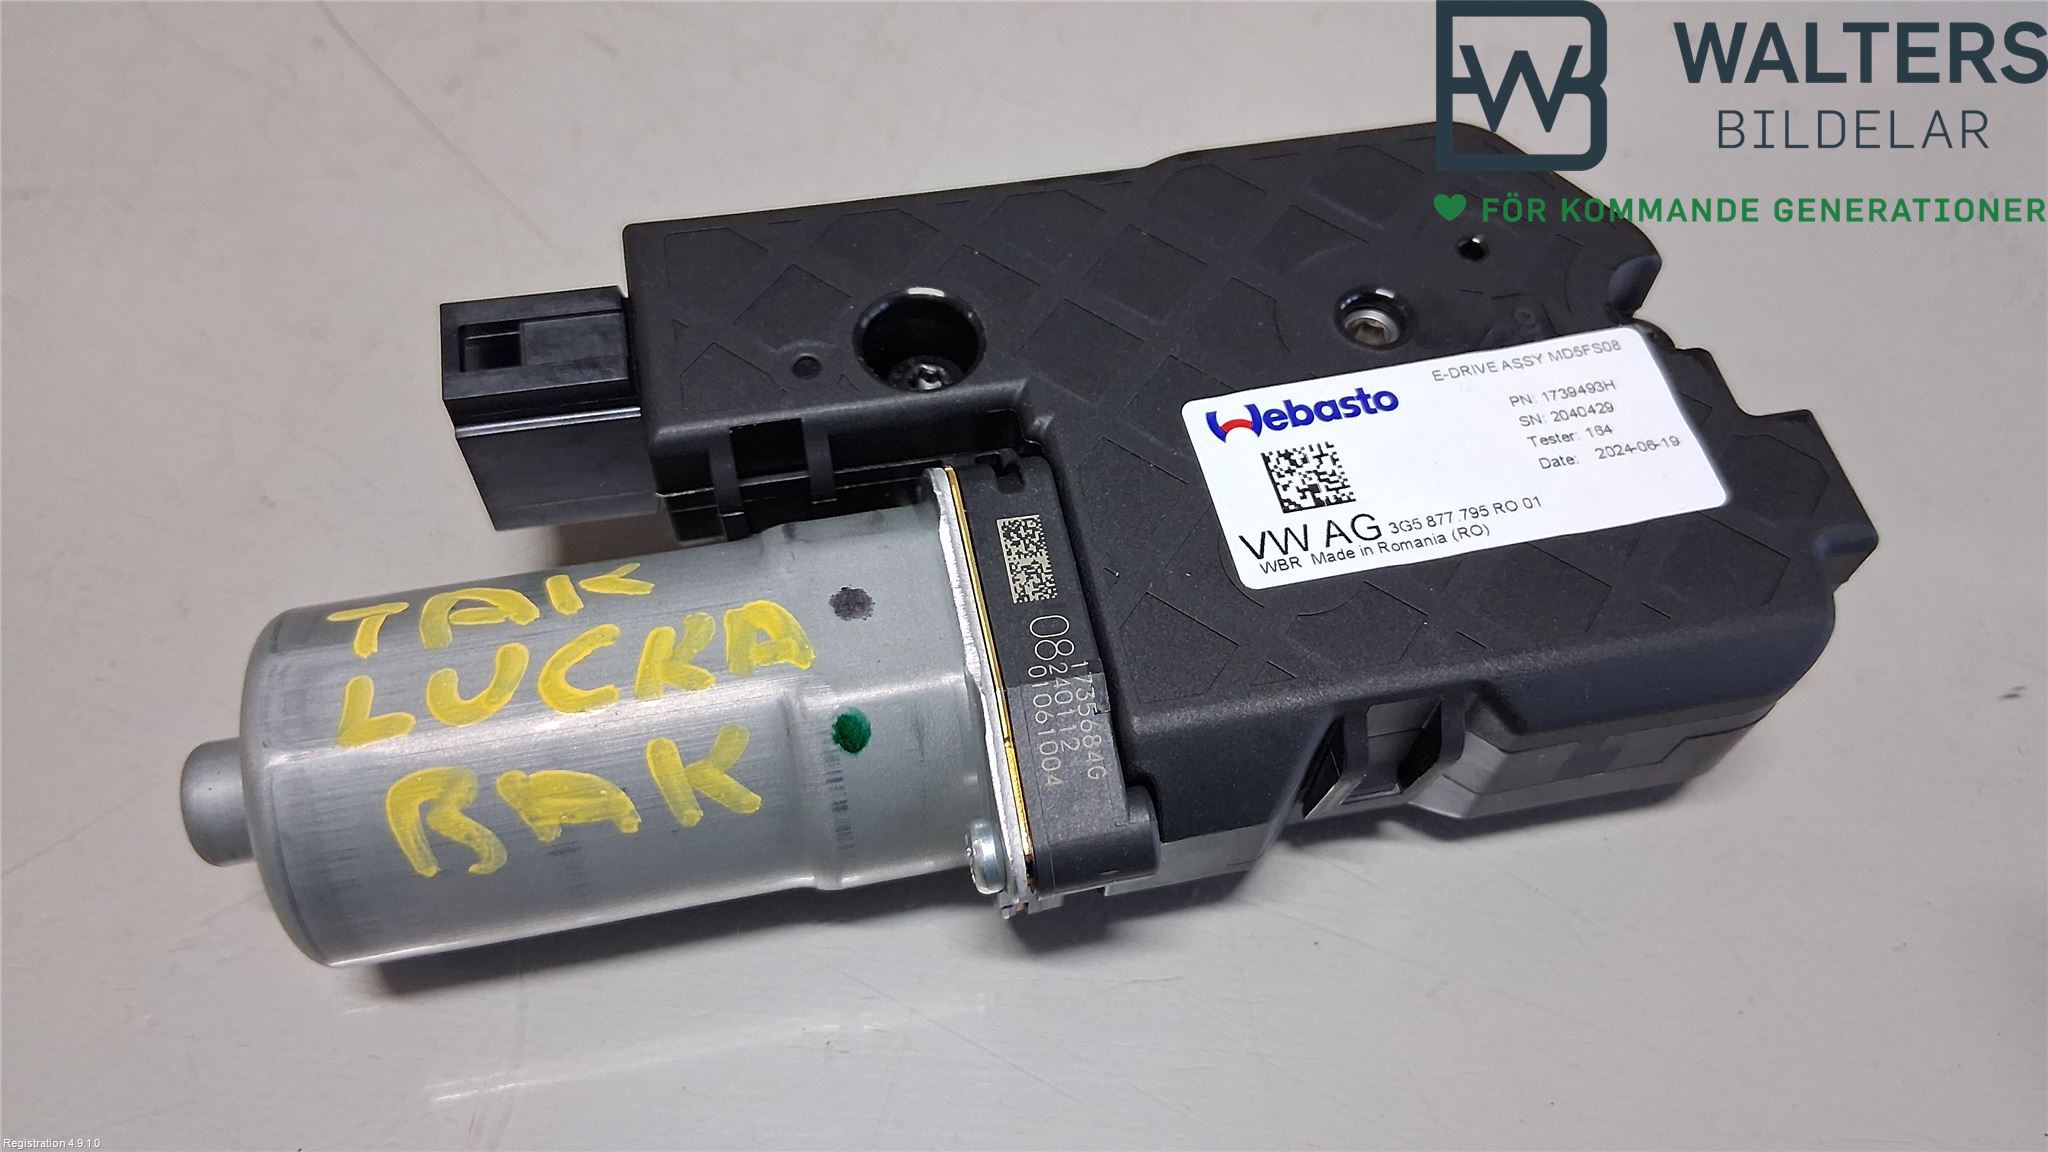 WALTERS
BILDELAR
FÖR KOMMANDE GENERATIONER
Webasto
E-DRIVE ASSY MD5FS08
PN: 1739493H
SN: 2040429
Tester: 164
Date: 2024-06-19
VW AG 3G5 877.795 RO 01
WBR Made in Romania (RO)
TAK
LUCKA
BAK
08
1735684G
240112
01061004
Registration 4.9.1.0